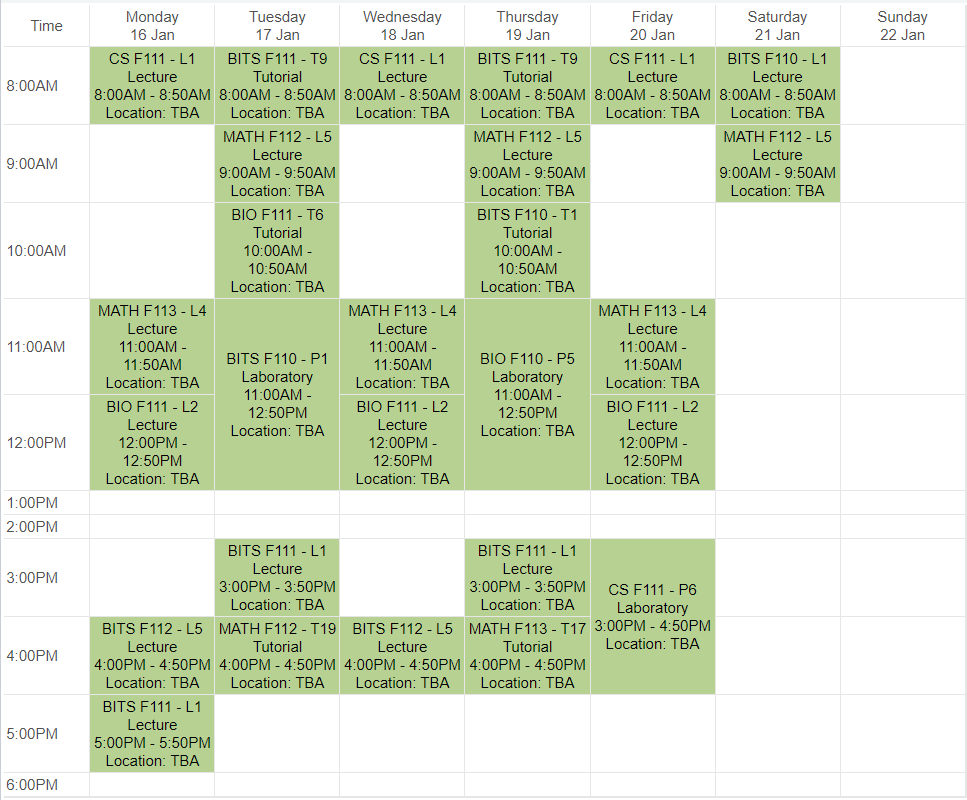 Time
Monday
16 Jan
Tuesday
17 Jan
Wednesday
18 Jan
Thursday
19 Jan
Friday
20 Jan
Saturday
21 Jan
Sunday
22 Jan
8:00AM
CS F111 - L1
Lecture
8:00AM - 8:50AM
Location: TBA
BITS F111 - T9
Tutorial
8:00AM - 8:50AM
Location: TBA
CS F111 - L1
Lecture
8:00AM - 8:50AM
Location: TBA
BITS F111 - T9
Tutorial
8:00AM - 8:50AM
Location: TBA
CS F111 - L1
Lecture
8:00AM - 8:50AM
Location: TBA
BITS F110 - L1
Lecture
8:00AM - 8:50AM
Location: TBA
9:00AM
MATH F112 - L5
Lecture
9:00AM - 9:50AM
Location: TBA
MATH F112 - L5
Lecture
9:00AM - 9:50AM
Location: TBA
MATH F112 - L5
Lecture
9:00AM - 9:50AM
Location: TBA
10:00AM
BIO F111 - T6
Tutorial
10:00AM -
10:50AM
Location: TBA
BITS F110 - T1
Tutorial
10:00AM -
10:50AM
Location: TBA
11:00AM
MATH F113 - L4
Lecture
11:00AM -
11:50AM
Location: TBA
BITS F110 - P1
Laboratory
11:00AM -
12:50PM
Location: TBA
MATH F113 - L4
Lecture
11:00AM -
11:50AM
Location: TBA
BIO F110 - P5
Laboratory
11:00AM -
12:50PM
Location: TBA
MATH F113 - L4
Lecture
11:00AM -
11:50AM
Location: TBA
12:00PM
BIO F111 - L2
Lecture
12:00PM -
12:50PM
Location: TBA
BIO F111 - L2
Lecture
12:00PM -
12:50PM
Location: TBA
BIO F111 - L2
Lecture
12:00PM -
12:50PM
Location: TBA
1:00PM
2:00PM
3:00PM
BITS F111 - L1
Lecture
3:00PM - 3:50PM
Location: TBA
BITS F111 - L1
Lecture
3:00PM - 3:50PM
Location: TBA
CS F111 - P6
Laboratory
3:00PM - 4:50PM
Location: TBA
4:00PM
BITS F112 - L5
Lecture
4:00PM - 4:50PM
Location: TBA
MATH F112 - T19
Tutorial
4:00PM - 4:50PM
Location: TBA
BITS F112 - L5
Lecture
4:00PM - 4:50PM
Location: TBA
MATH F113 - T17
Tutorial
4:00PM - 4:50PM
Location: TBA
5:00PM
BITS F111 - L1
Lecture
5:00PM - 5:50PM
Location: TBA
6:00PM